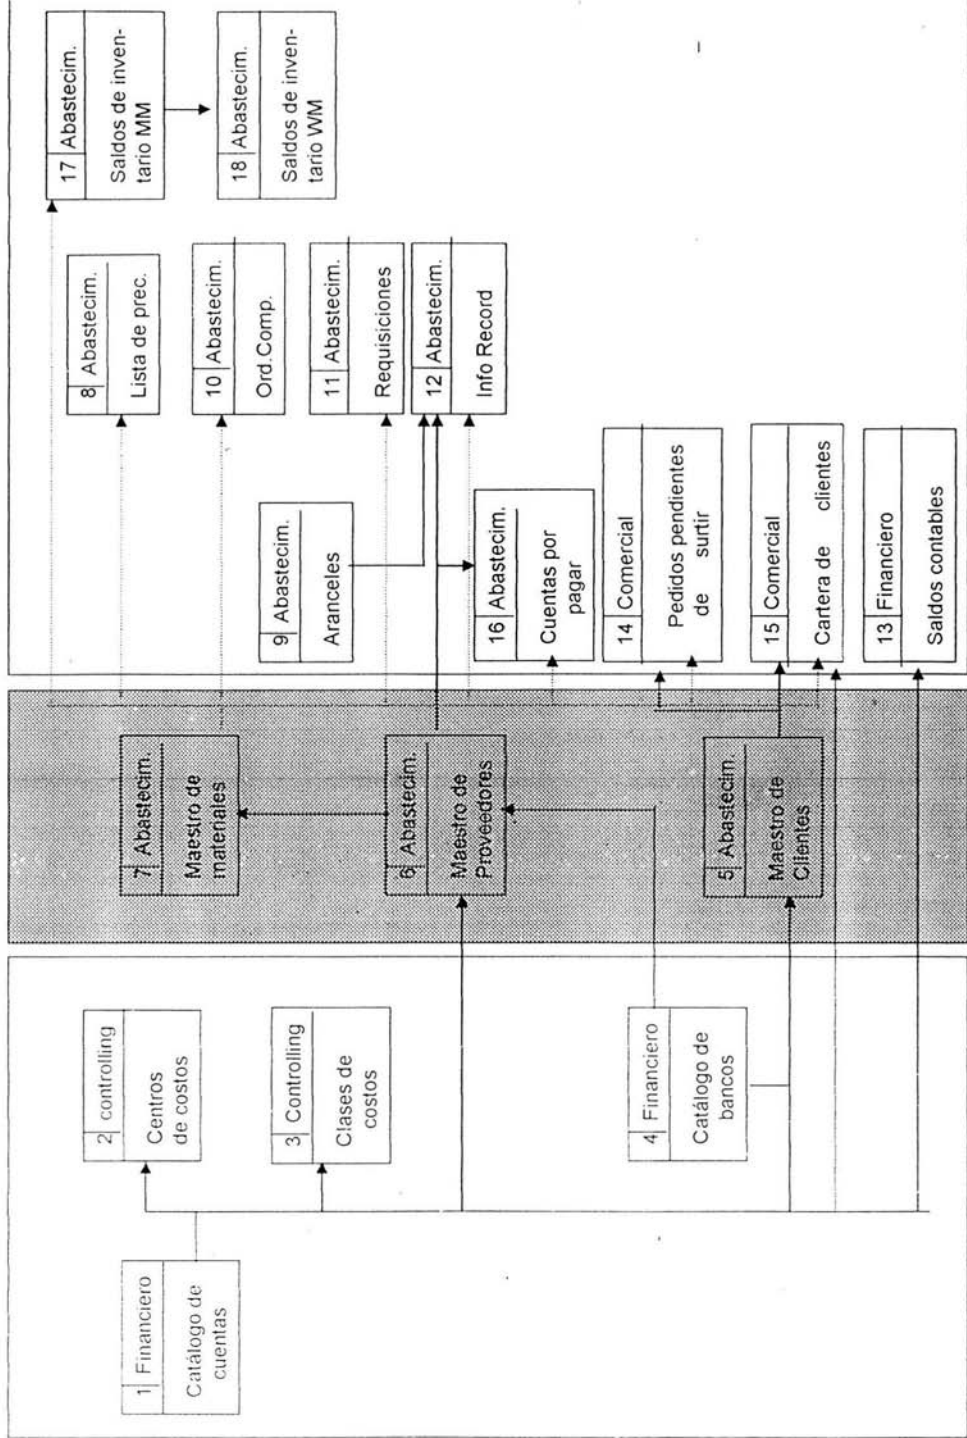 1 Financiero
Catálogo de
cuentas
2 controlling
Centros
de costos
3 Controlling
Clases de
costos
4 Financiero
Catálogo de
bancos
7 Abastecim.
Maestro de
materiales
6 Abastecim.
Maestro de
Proveedores
5 Abastecim.
Maestro de
Clientes
17 Abastecim.
Saldos de inven-
tario MM
18 Abastecim.
Saldos de inven-
tario WM
8 Abastecim.
Lista de prec.
10 Abastecim.
Ord.Comp.
11 Abastecim.
Requisiciones
12 Abastecim.
Info Record
9 Abastecim.
Aranceles
16 Abastecim.
Cuentas por
pagar
14 Comercial
Pedidos pendientes
de surtir
15 Comercial
Cartera de clientes
13 Financiero
Saldos contables